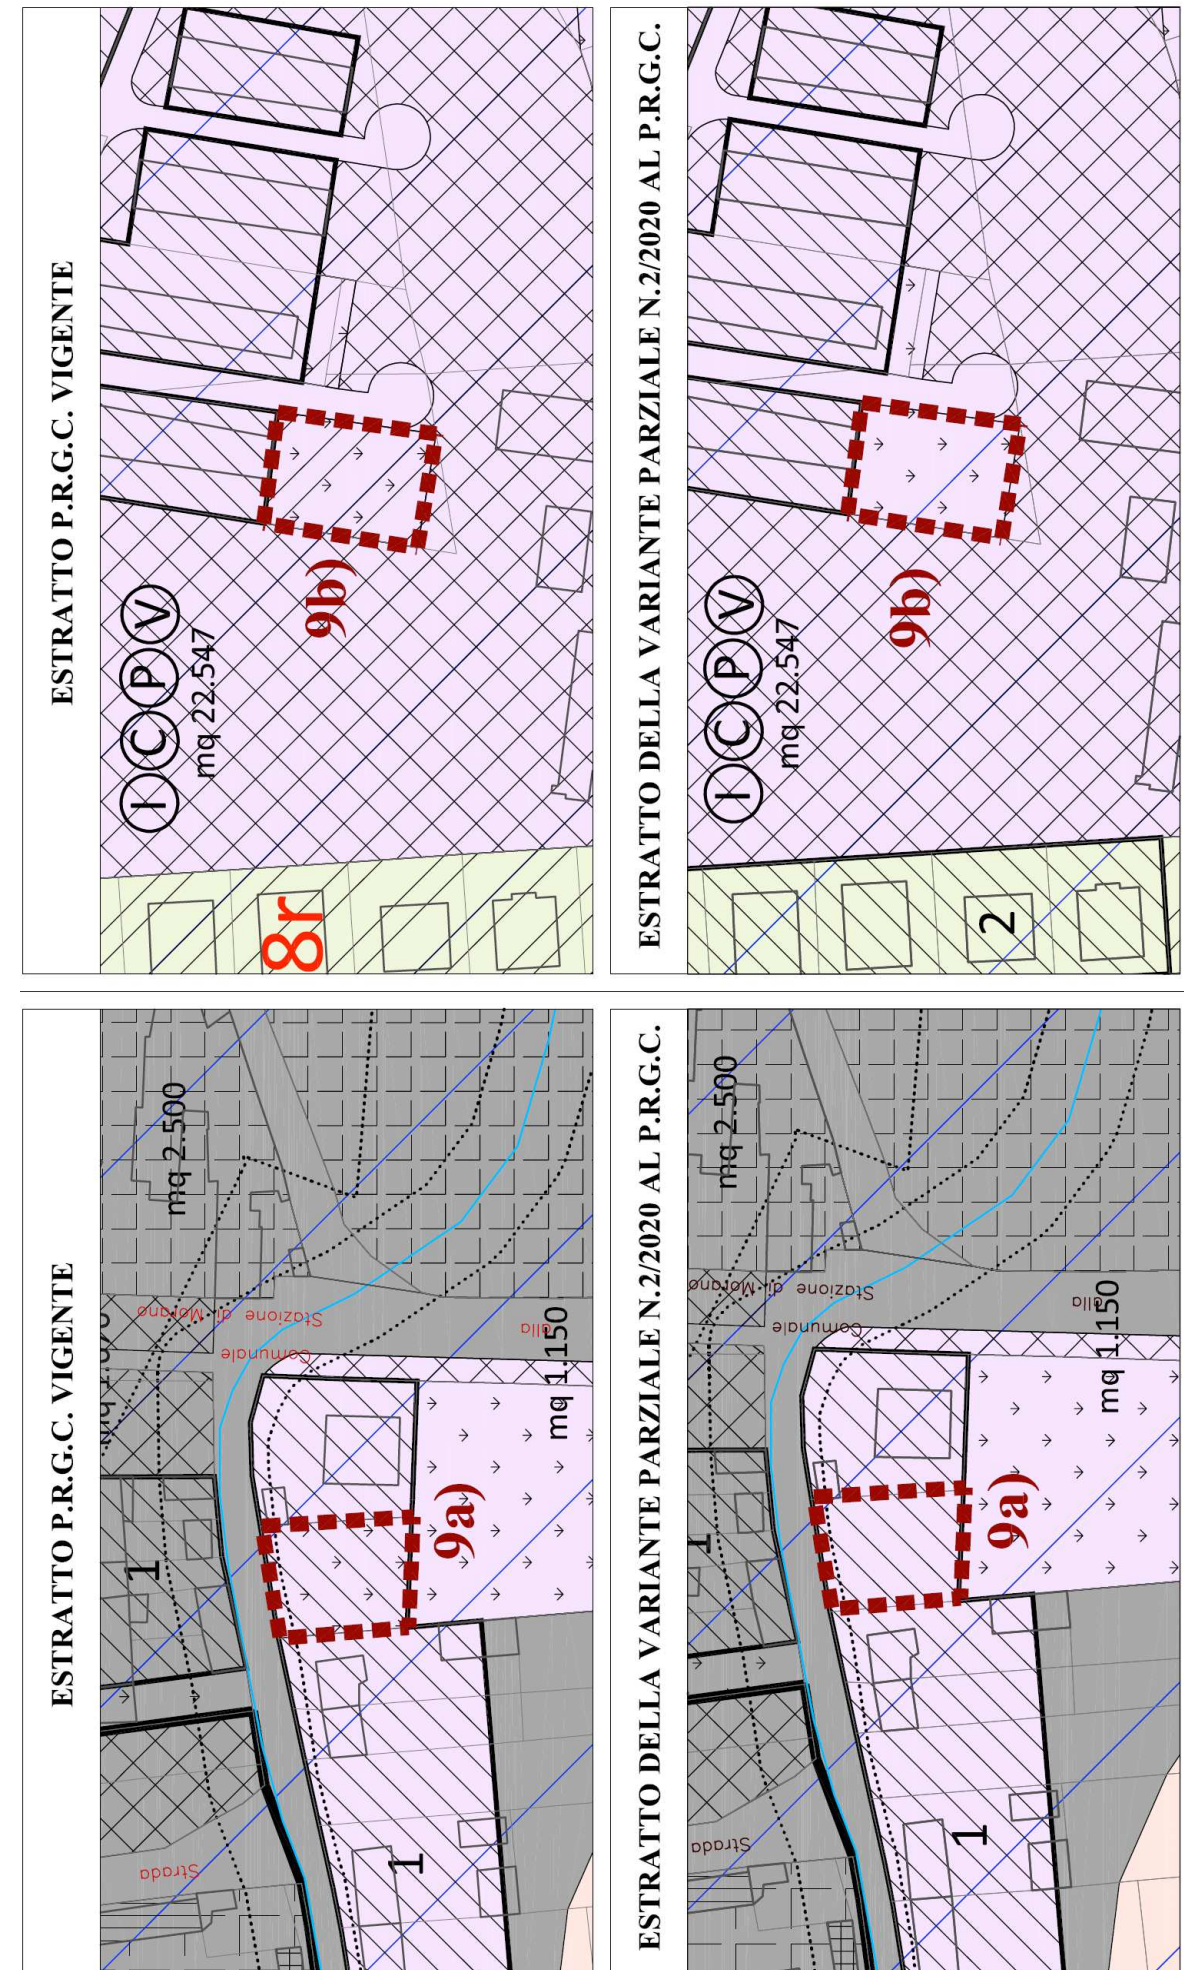 ESTRATTO P.R.G.C. VIGENTE
mq 2.500
Strada
Comunale
Stazione
di
Morano
alla
1
1
9a)
mq 1.150
ESTRATTO P.R.G.C. VIGENTE
I C P V
mq 22.547
9b)
8r
ESTRATTO DELLA VARIANTE PARZIALE N.2/2020 AL P.R.G.C.
mq 2.500
Strada
Comunale
Stazione
di
Morano
alla
1
1
9a)
mq 1.150
ESTRATTO DELLA VARIANTE PARZIALE N.2/2020 AL P.R.G.C.
I C P V
mq 22.547
9b)
2